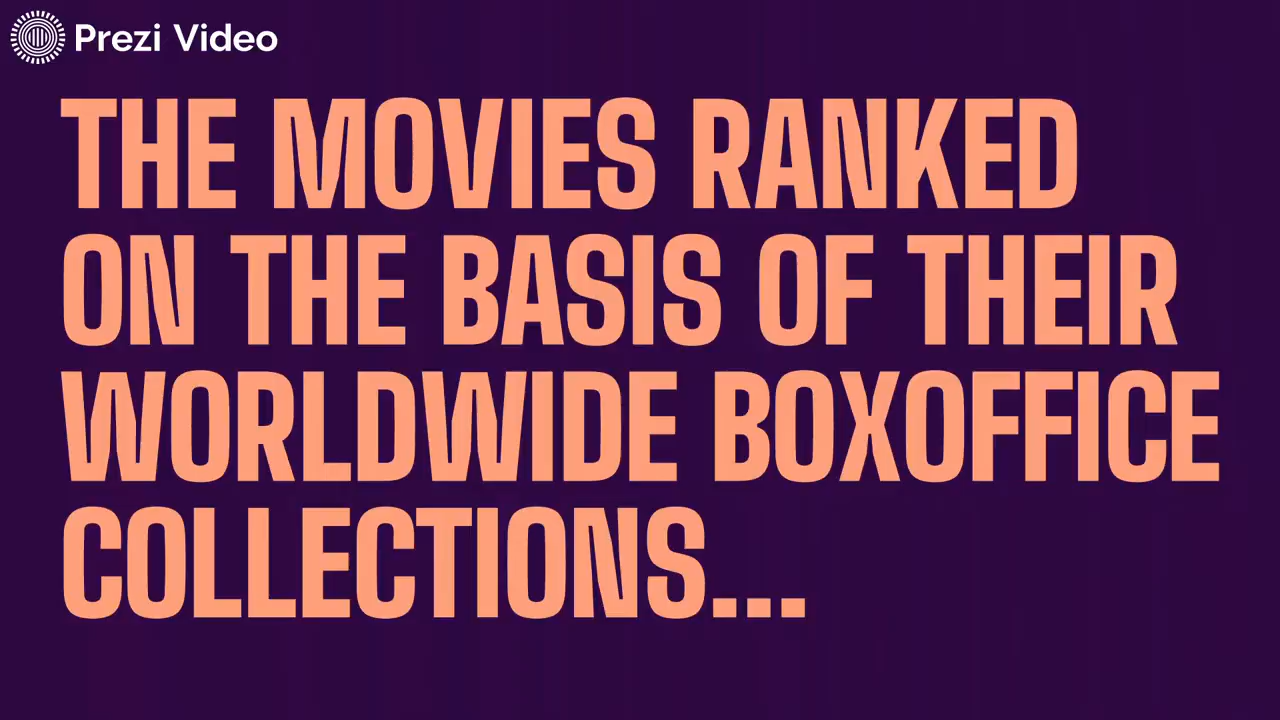 Prezi Video
THE MOVIES RANKED
ON THE BASIS OF THEIR
WORLDWIDE BOXOFFICE
COLLECTIONS...